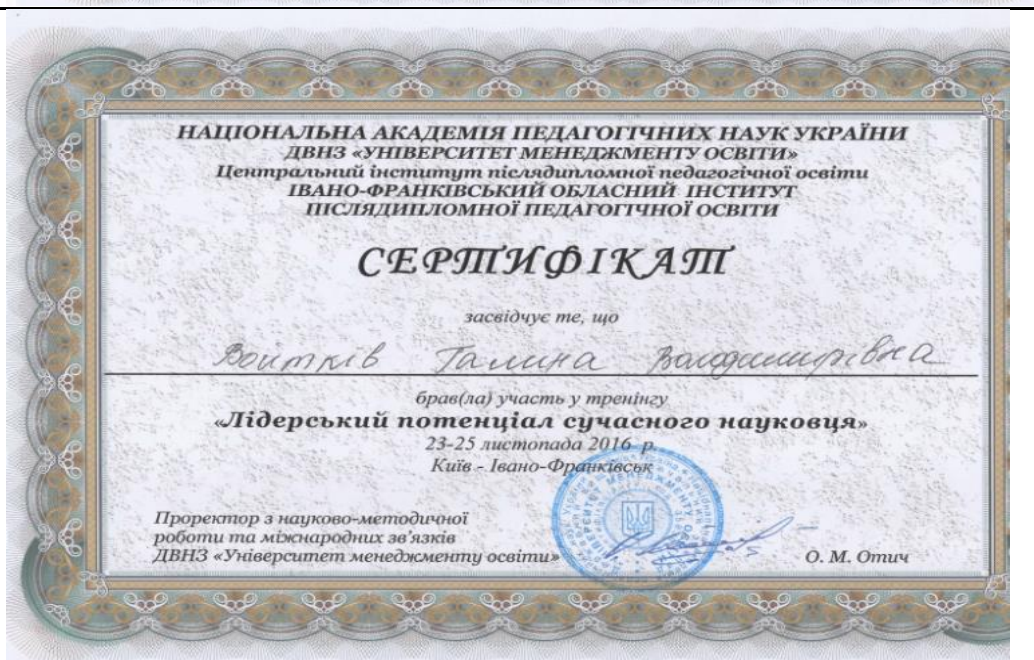 НАЦІОНАЛЬНА АКАДЕМІЯ ПЕДАГОГІЧНИХ НАУК УКРАЇНИ
ДВНЗ «УНІВЕРСИТЕТ МЕНЕДЖМЕНТУ ОСВІТИ»
Центральний інститут післядипломної педагогічної освіти
ІВАНО-ФРАНКІВСЬКИЙ ОБЛАСНИЙ ІНСТИТУТ
ПІСЛЯДИПЛОМНОЇ ПЕДАГОГІЧНОЇ ОСВІТИ
СЕРТИФІКАТ
засвідчує те, що
Войтків Галина Володимирівна
брав(ла) участь у тренінгу
«Лідерський потенціал сучасного науковця»
23-25 листопада 2016 р.
Київ - Івано-Франківськ
Проректор з науково-методичної
роботи та міжнародних зв'язків
ДВНЗ «Університет менеджменту освіти»
О. М. Отич